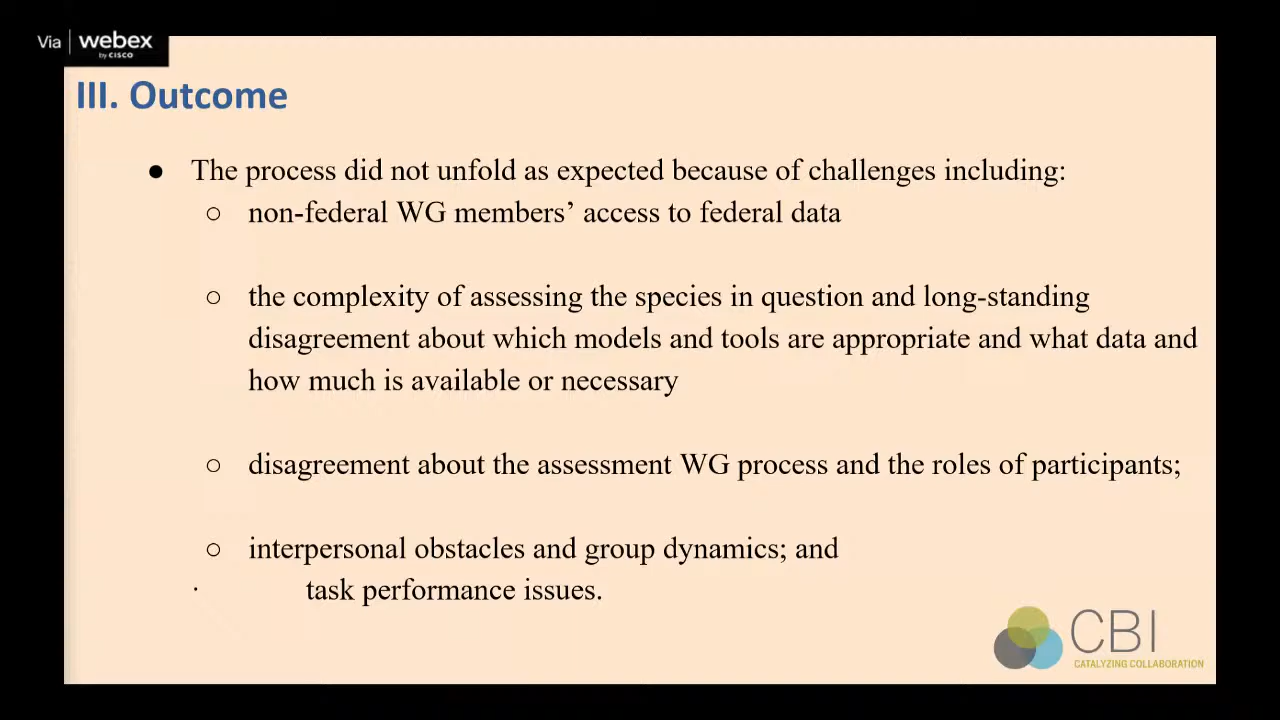 Via webex
by CISCO
III. Outcome
● The process did not unfold as expected because of challenges including:
○ non-federal WG members’ access to federal data
○ the complexity of assessing the species in question and long-standing
disagreement about which models and tools are appropriate and what data and
how much is available or necessary
○ disagreement about the assessment WG process and the roles of participants;
○ interpersonal obstacles and group dynamics; and
· task performance issues.
CBI
CATALYZING COLLABORATION